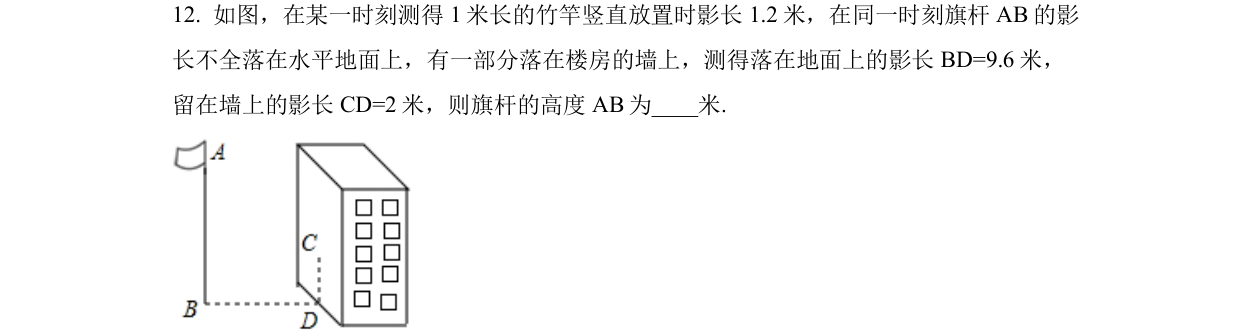 12. 如图，在某一时刻测得 1 米长的竹竿竖直放置时影长 1.2 米，在同一时刻旗杆 AB 的影
长不全落在水平地面上，有一部分落在楼房的墙上，测得落在地面上的影长 BD=9.6 米，
留在墙上的影长 CD=2 米，则旗杆的高度 AB 为____米.
A
C
B
D